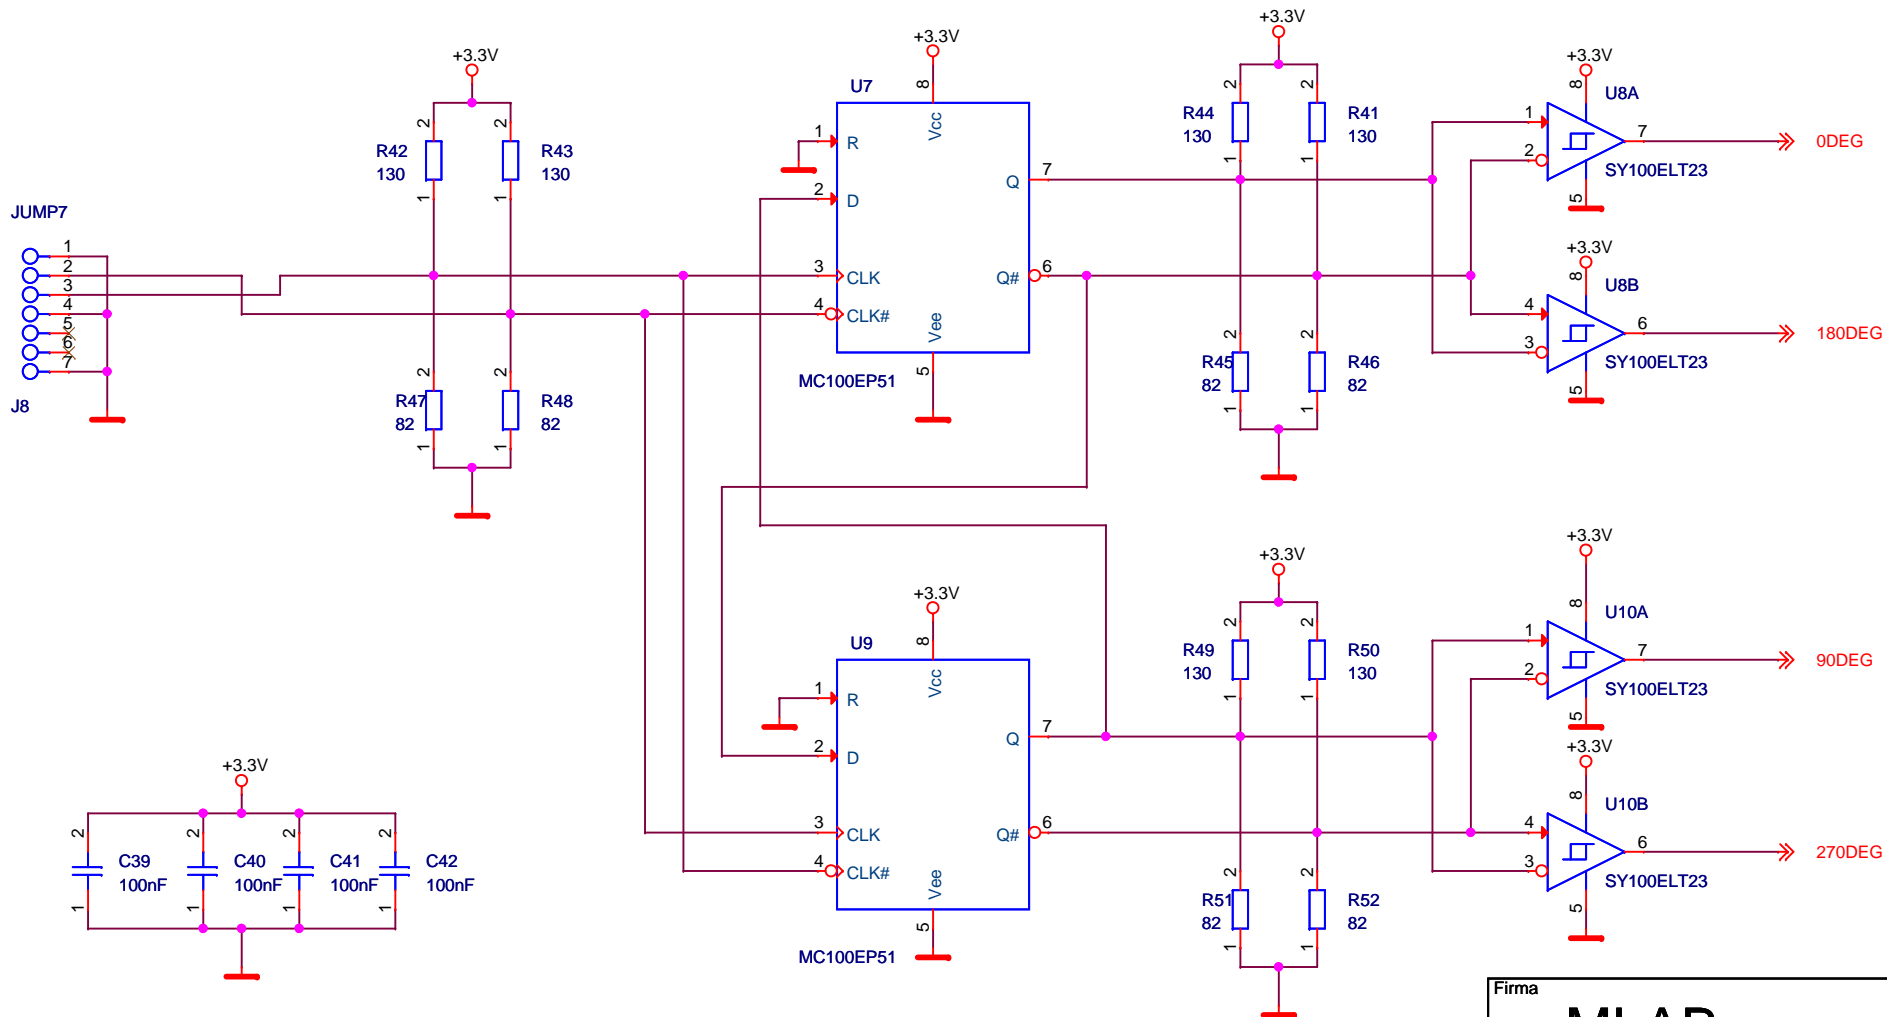 +3.3V
+3.3V
+3.3V
+3.3V
U7
8
Vcc
1
R
2
D
3
CLK
4
CLK#
Q
7
Q#
6
Vee
5
MC100EP51
R42
130
2
1
R43
130
2
1
R47
82
2
1
R48
82
2
1
JUMP7
1
2
3
4
5
6
7
J8
R44
130
2
1
R41
130
2
1
R45
82
2
1
R46
82
2
1
8
U8A
1
2
7
SY100ELT23
5
0DEG
+3.3V
8
U8B
4
3
6
SY100ELT23
5
180DEG
+3.3V
U9
8
Vcc
1
R
2
D
3
CLK
4
CLK#
Q
7
Q#
6
Vee
5
MC100EP51
+3.3V
R49
130
2
1
R50
130
2
1
R51
82
2
1
R52
82
2
1
+3.3V
8
U10A
1
2
7
SY100ELT23
5
90DEG
+3.3V
8
U10B
4
3
6
SY100ELT23
5
270DEG
+3.3V
2
C39
100nF
1
2
C40
100nF
1
2
C41
100nF
1
2
C42
100nF
1
Firma
MLAB